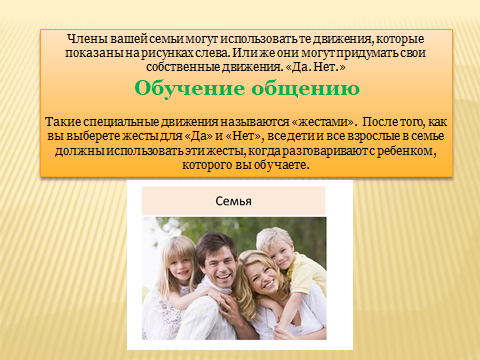 Члены вашей семьи могут использовать те движения, которые
показаны на рисунках слева. Или же они могут придумать свои
собственные движения. «Да. Нет.»
Обучение общению
Такие специальные движения называются «жестами». После того, как
вы выберете жесты для «Да» и «Нет», все дети и все взрослые в семье
должны использовать эти жесты, когда разговаривают с ребенком,
которого вы обучаете.
Семья